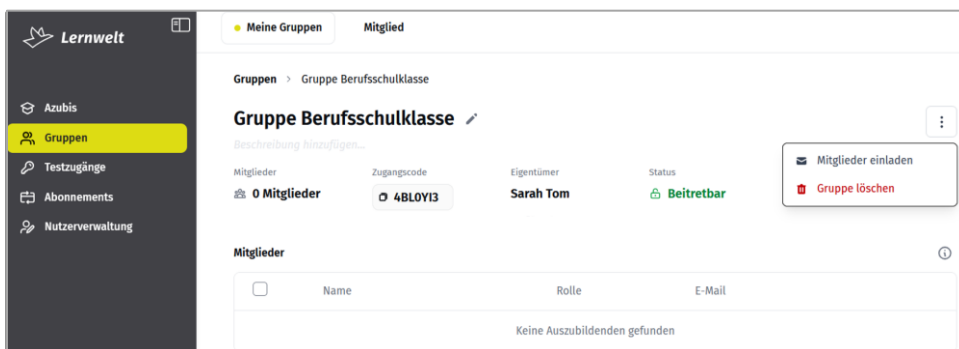 Lernwelt
Azubis
Gruppen
Testzugänge
Abonnements
Nutzerverwaltung
Meine Gruppen Mitglied
Gruppen > Gruppe Berufsschulklasse
Gruppe Berufsschulklasse
Beschreibung hinzufügen...
Mitglieder Zugangscode Eigentümer Status
0 Mitglieder 4BL0YI3 Sarah Tom Beitretbar
Mitglieder einladen
Gruppe löschen
Mitglieder
Name Rolle E-Mail
Keine Auszubildenden gefunden